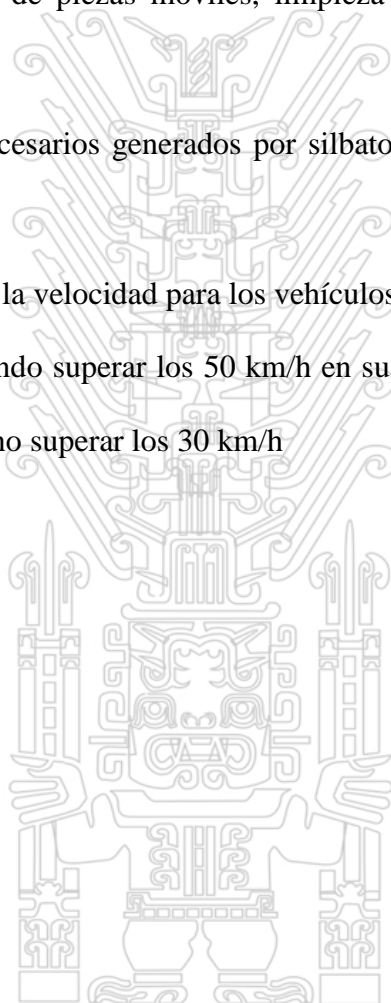 de piezas móviles, limpieza
cesarios generados por silbato
la velocidad para los vehículos
ndo superar los 50 km/h en su
no superar los 30 km/h